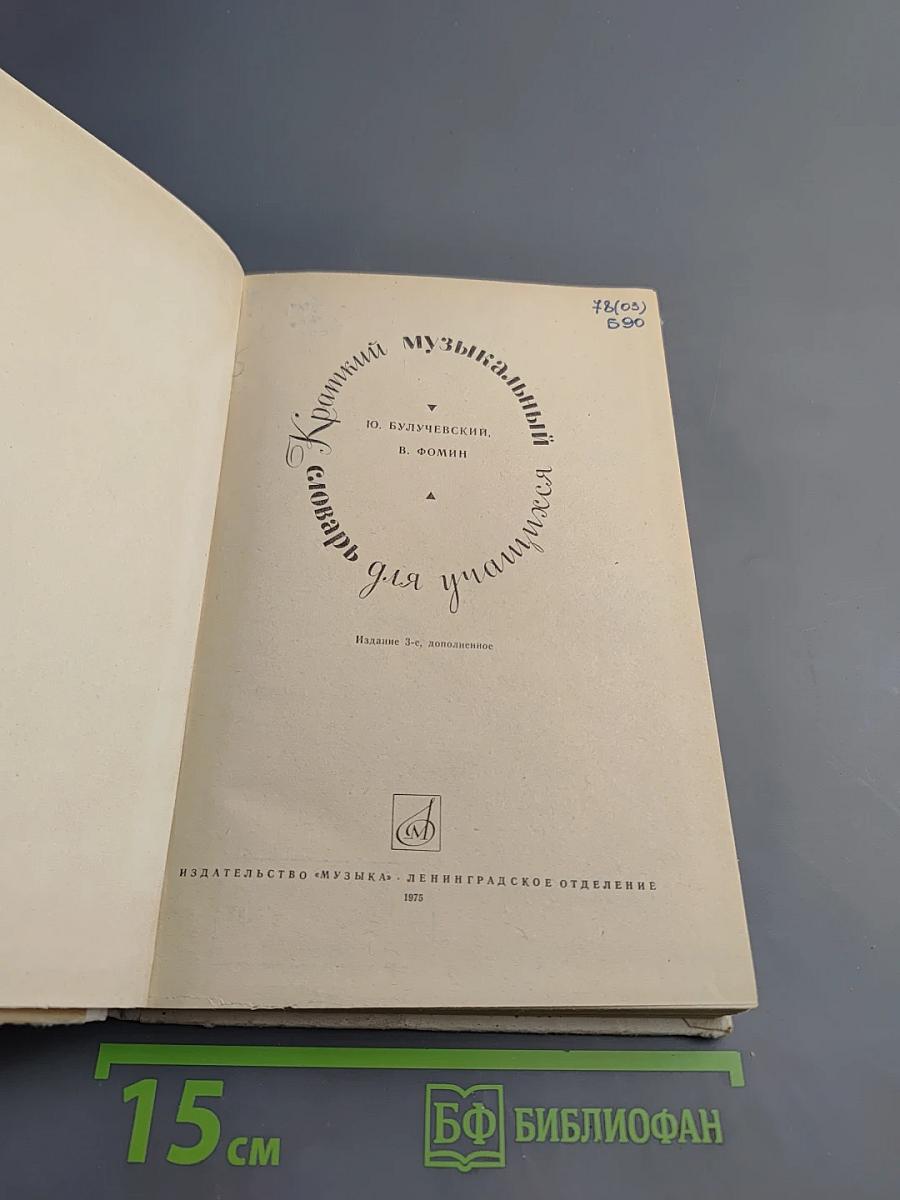 78(03)
Б90
Краткий музыкальный словарь для учащихся
Ю. БУЛУЧЕВСКИЙ,
В. ФОМИН
Издание 3-е, дополненное
М
ИЗДАТЕЛЬСТВО «МУЗЫКА» · ЛЕНИНГРАДСКОЕ ОТДЕЛЕНИЕ
1975
15 см
БФ БИБЛИОФАН